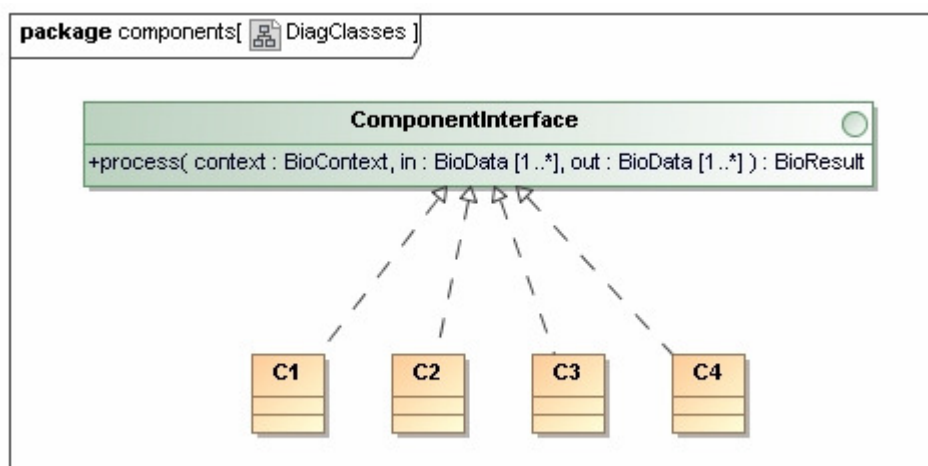 package components[ DiagClasses ]
ComponentInterface
+process( context : BioContext, in : BioData [1..*], out : BioData [1..*] ) : BioResult
C1 C2 C3 C4